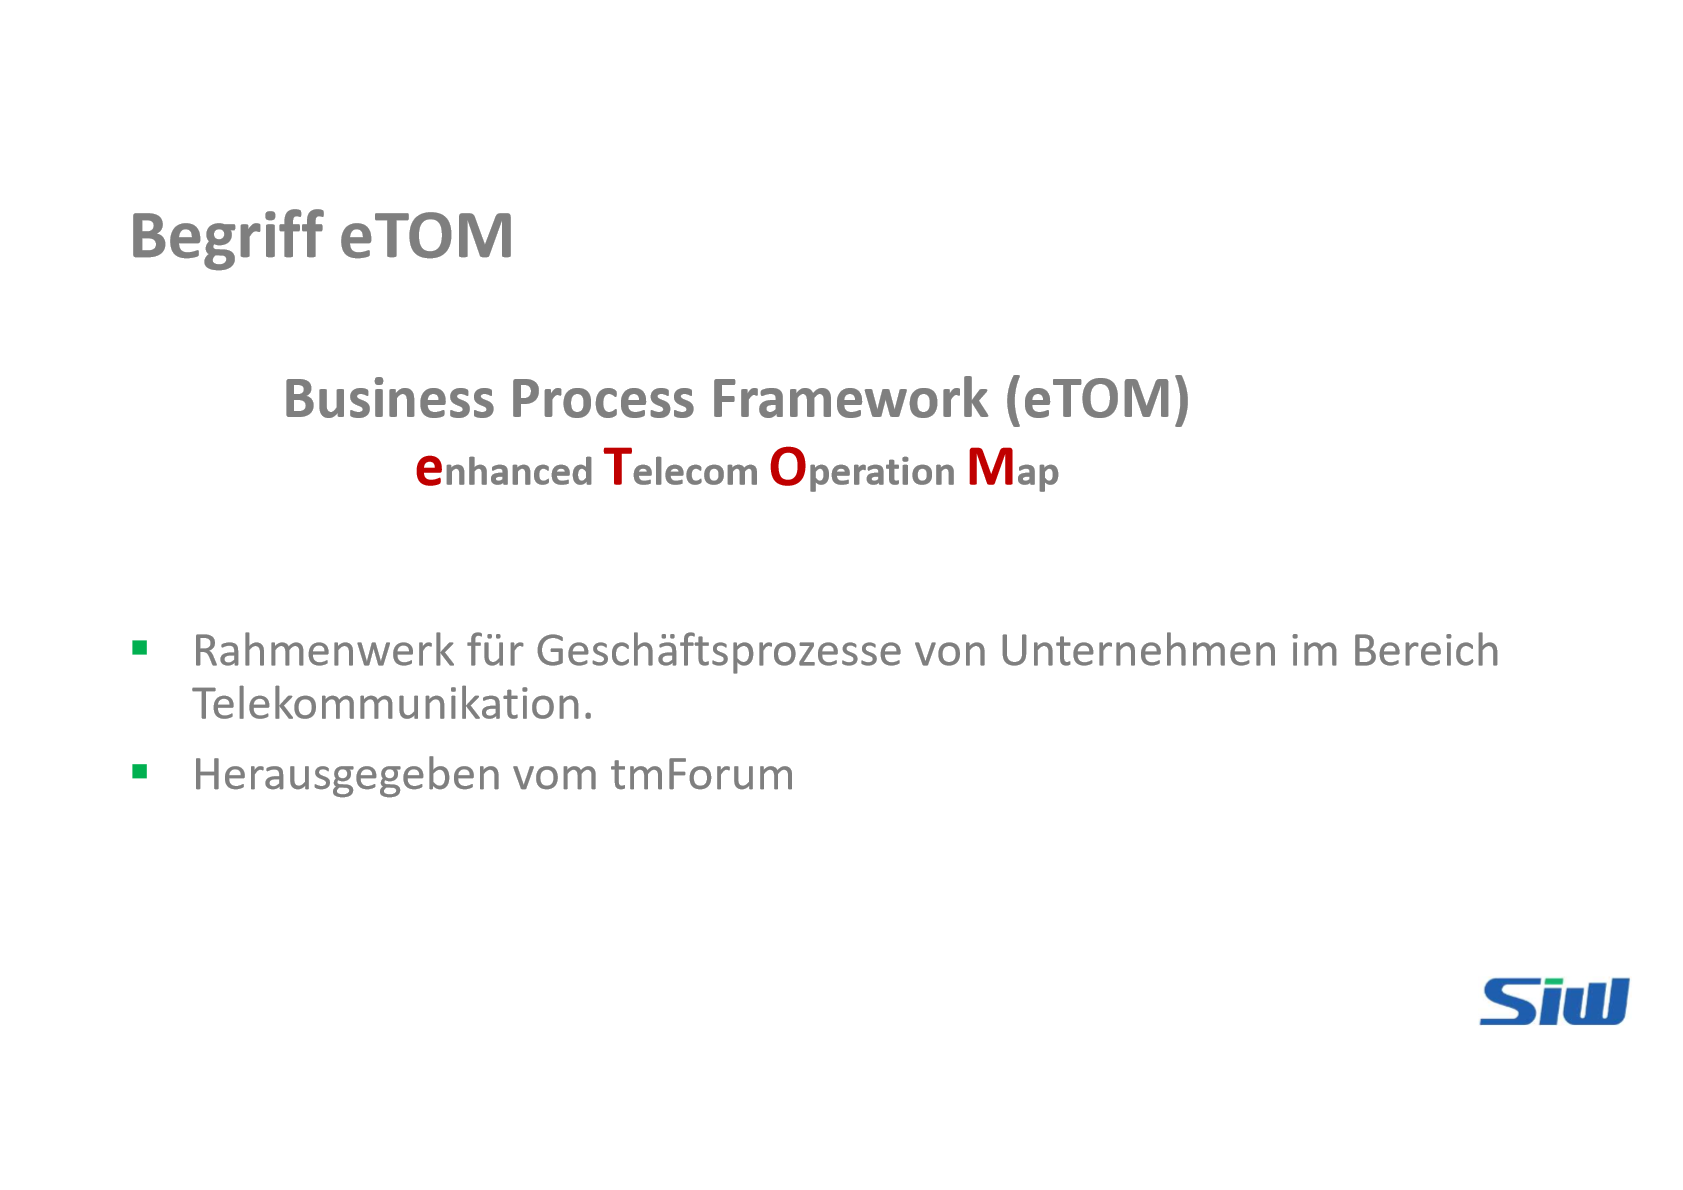 Begriff eTOM
Business Process Framework (eTOM)
enhanced Telecom Operation Map
▪ Rahmenwerk für Geschäftsprozesse von Unternehmen im Bereich
Telekommunikation.
▪ Herausgegeben vom tmForum
Siw